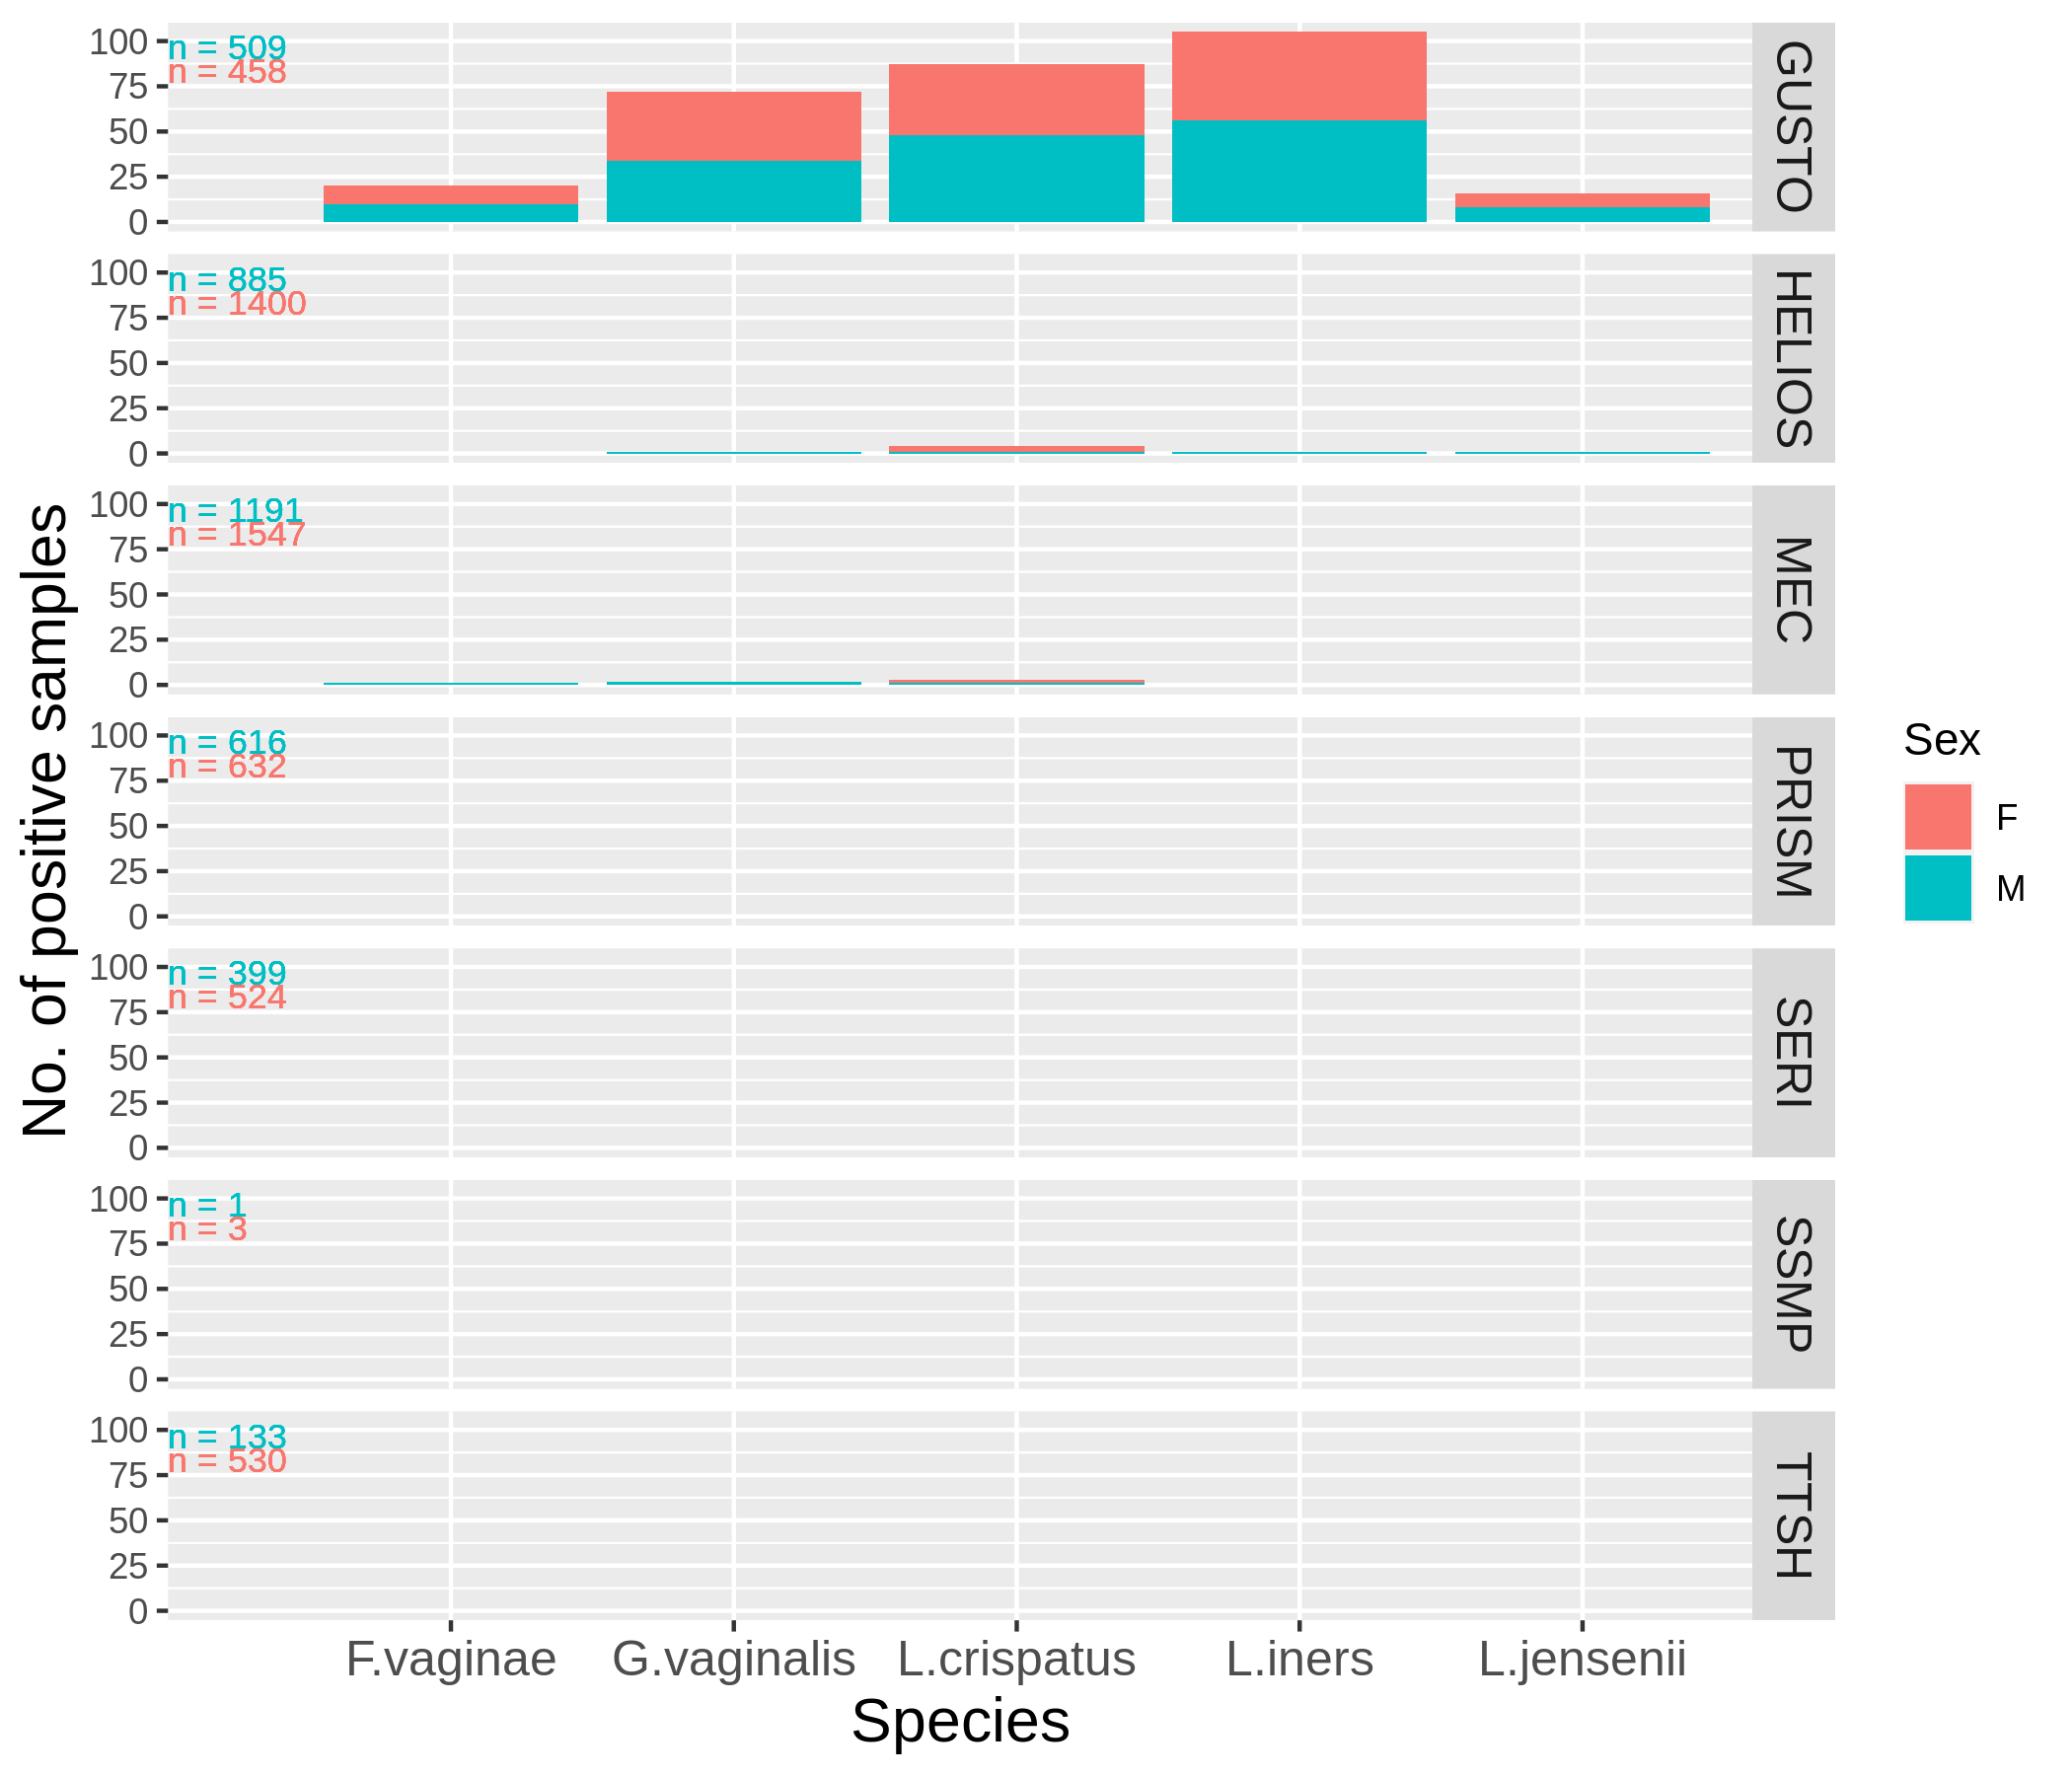 No. of positive samples
100
75
50
25
0
n = 509
n = 458
GUSTO
100
75
50
25
0
n = 885
n = 1400
HELIOS
100
75
50
25
0
n = 1191
n = 1547
MEC
100
75
50
25
0
n = 616
n = 632
PRISM
100
75
50
25
0
n = 399
n = 524
SERI
100
75
50
25
0
n = 1
n = 3
SSMP
100
75
50
25
0
n = 133
n = 530
TTSH
F.vaginae G.vaginalis L.crispatus L.iners L.jensenii
Species
Sex
F
M